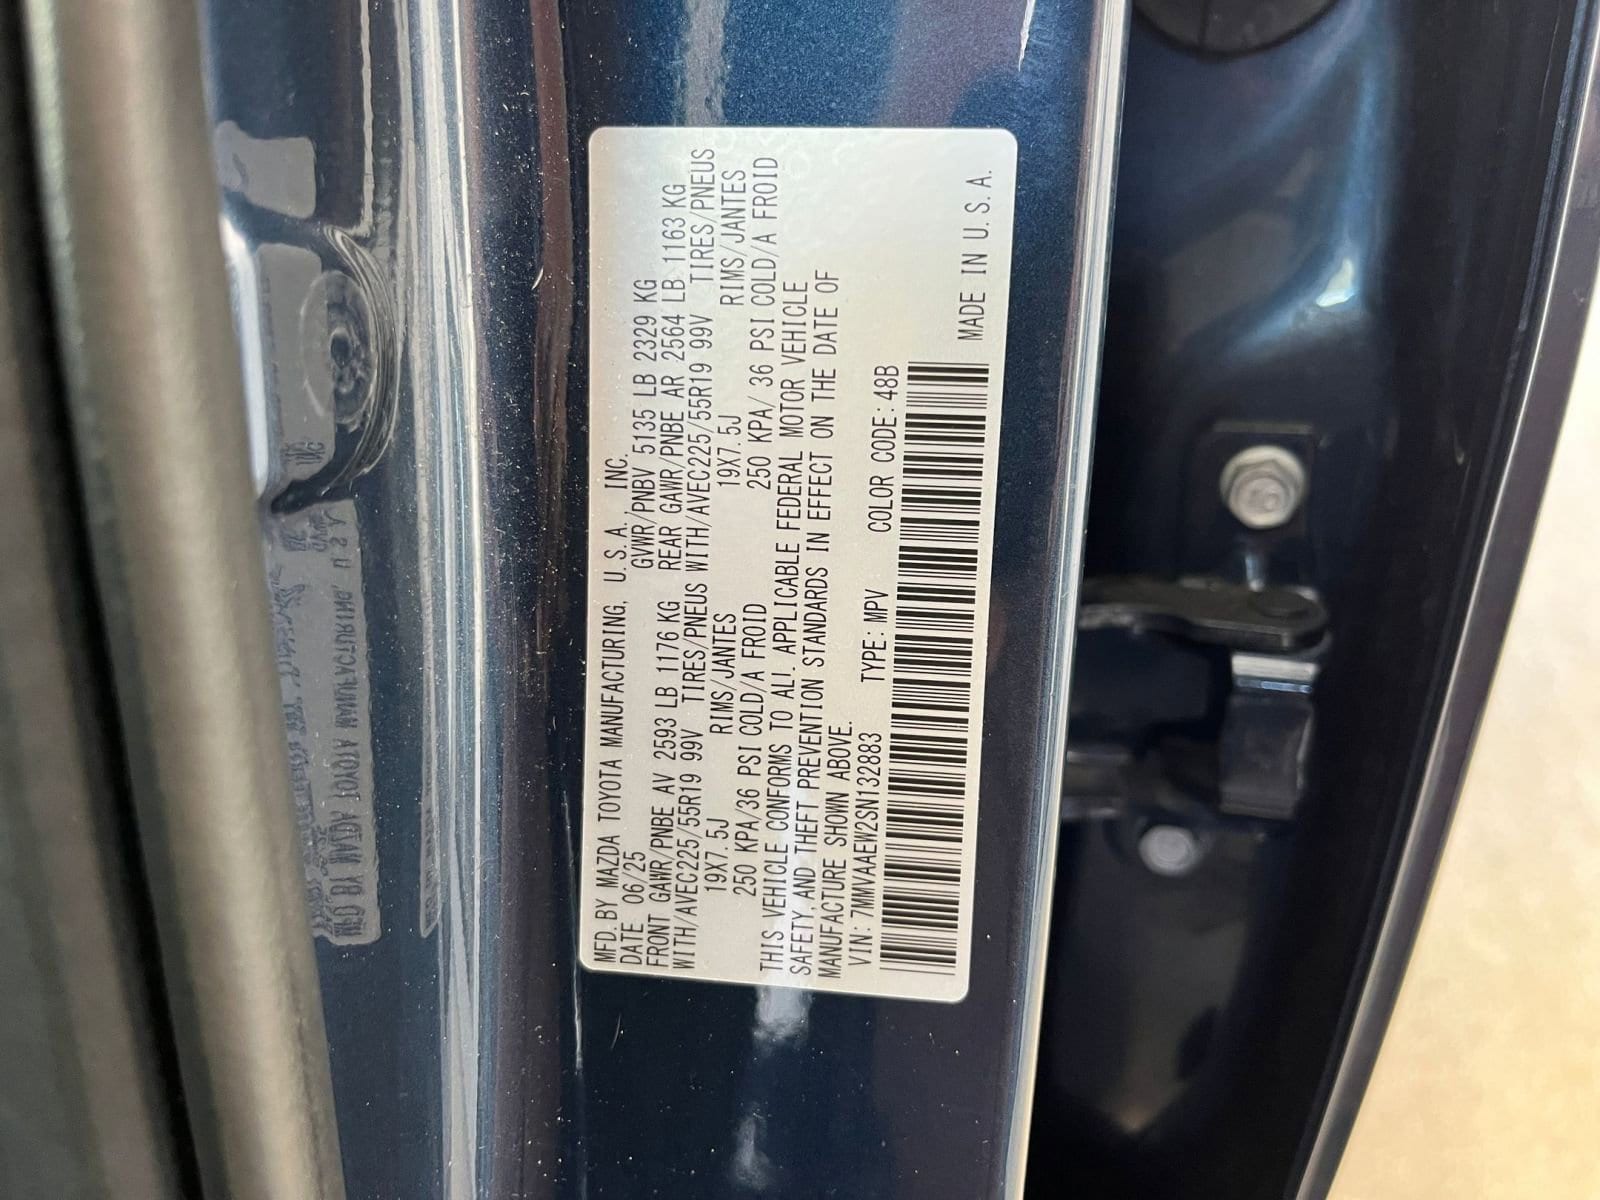 MFD. BY MAZDA TOYOTA MANUFACTURING, U.S.A., INC.
DATE 06/25 GVWR/PNBV 5135 LB 2329 KG
FRONT GAWR/PNBE AV 2593 LB 1176 KG REAR GAWR/PNBE AR 2564 LB 1163 KG
WITH/AVEC225/55R19 99V TIRES/PNEUS WITH/AVEC225/55R19 99V TIRES/PNEUS
19X7.5J RIMS/JANTES 19X7.5J RIMS/JANTES
250 KPA/36 PSI COLD/A FROID 250 KPA/ 36 PSI COLD/A FROID
THIS VEHICLE CONFORMS TO ALL APPLICABLE FEDERAL MOTOR VEHICLE
SAFETY,AND THEFT PREVENTION STANDARDS IN EFFECT ON THE DATE OF
MANUFACTURE SHOWN ABOVE.
VIN:7MMVAAEW2SN132883 TYPE:MPV COLOR CODE:48B
MADE IN U.S.A.